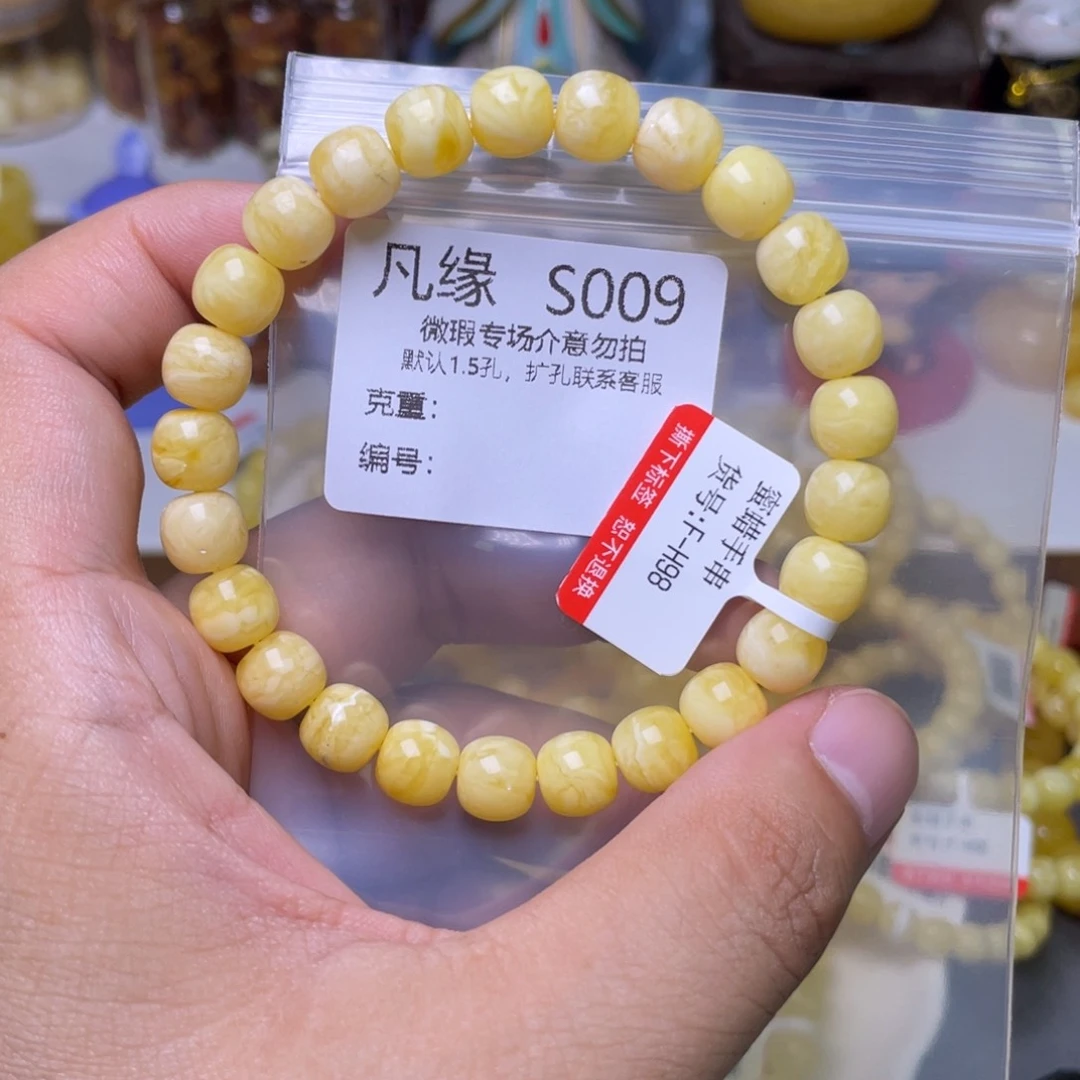 凡缘 S009
微瑕专场介意勿拍
默认1.5孔，扩孔联系客服
克重：
编号：
蜜蜡手串
货号:F-H98
撕下标签 恕不退换